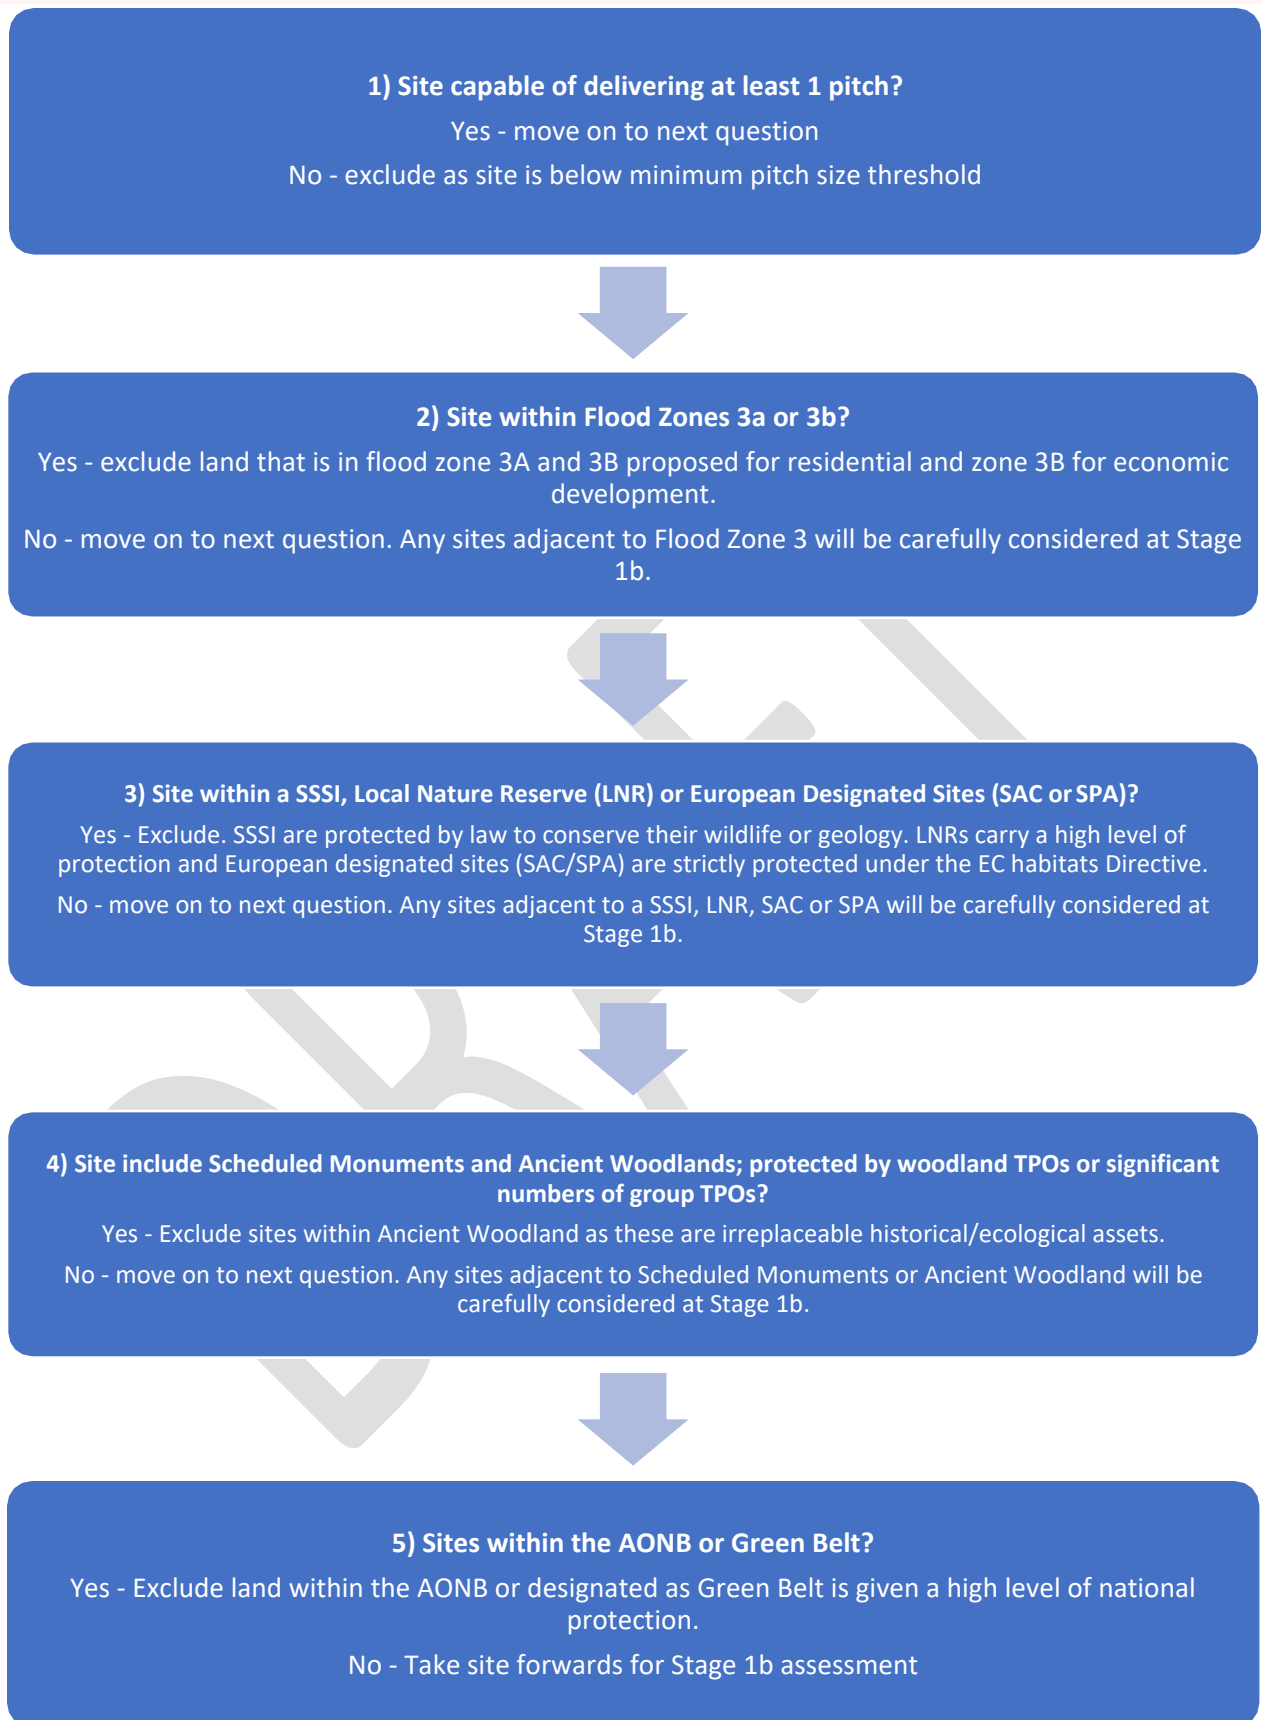 1) Site capable of delivering at least 1 pitch?
Yes - move on to next question
No - exclude as site is below minimum pitch size threshold
2) Site within Flood Zones 3a or 3b?
Yes - exclude land that is in flood zone 3A and 3B proposed for residential and zone 3B for economic
development.
No - move on to next question. Any sites adjacent to Flood Zone 3 will be carefully considered at Stage
1b.
3) Site within a SSSI, Local Nature Reserve (LNR) or European Designated Sites (SAC or SPA)?
Yes - Exclude. SSSI are protected by law to conserve their wildlife or geology. LNRs carry a high level of
protection and European designated sites (SAC/SPA) are strictly protected under the EC habitats Directive.
No - move on to next question. Any sites adjacent to a SSSI, LNR, SAC or SPA will be carefully considered at
Stage 1b.
4) Site include Scheduled Monuments and Ancient Woodlands; protected by woodland TPOs or significant
numbers of group TPOs?
Yes - Exclude sites within Ancient Woodland as these are irreplaceable historical/ecological assets.
No - move on to next question. Any sites adjacent to Scheduled Monuments or Ancient Woodland will be
carefully considered at Stage 1b.
5) Sites within the AONB or Green Belt?
Yes - Exclude land within the AONB or designated as Green Belt is given a high level of national
protection.
No - Take site forwards for Stage 1b assessment